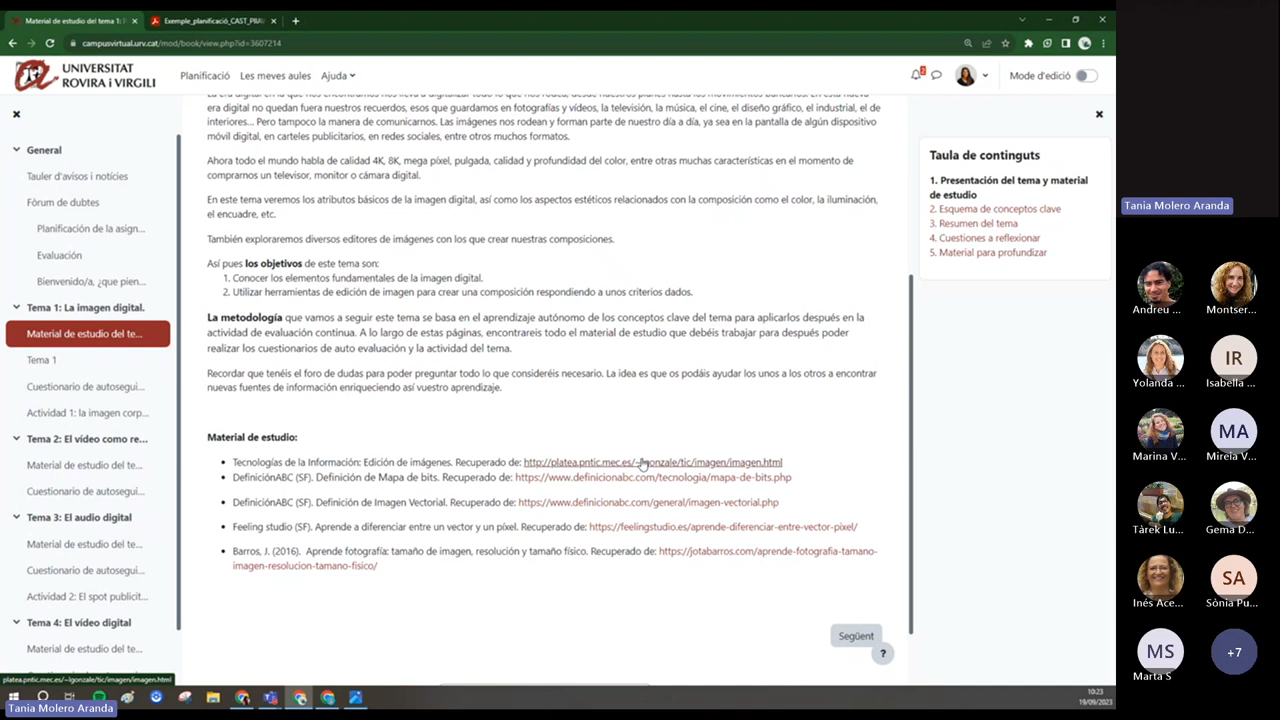 Material de estudio del tema 1:
Exemple_planificació_CAST_PIIA
campusvirtual.urv.cat/mod/book/view.php?id=3607214
UNIVERSITAT
ROVIRA i VIRGILI
Planificació
Les meves aules
Ajuda
2
Mode d'edició
General
Tauler d'avisos i notícies
Fòrum de dubtes
Planificación de la asign...
Evaluación
Bienvenido/a, ¿que pien...
Tema 1: La imagen digital.
Material de estudio del te...
Tema 1
Cuestionario de autosegui...
Actividad 1: la imagen corp...
Tema 2: El vídeo como re...
Material de estudio del te...
Cuestionario de autosegui...
Tema 3: El audio digital
Material de estudio del te...
Cuestionario de autosegui...
Actividad 2: El spot publicit...
Tema 4: El vídeo digital
Material de estudio del te...
era digital no quedan fuera nuestros recuerdos, esos que guardamos en fotografías y vídeos, la televisión, la música, el cine, el diseño gráfico, el industrial, el de
interiores... Pero tampoco la manera de comunicarnos. Las imágenes nos rodean y forman parte de nuestro día a día, ya sea en la pantalla de algún dispositivo
móvil digital, en carteles publicitarios, en redes sociales, entre otros muchos formatos.
Ahora todo el mundo habla de calidad 4K, 8K, mega píxel, pulgada, calidad y profundidad del color, entre otras muchas características en el momento de
comprarnos un televisor, monitor o cámara digital.
En este tema veremos los atributos básicos de la imagen digital, así como los aspectos estéticos relacionados con la composición como el color, la iluminación,
el encuadre, etc.
También exploraremos diversos editores de imágenes con los que crear nuestras composiciones.
Así pues los objetivos de este tema son:
1. Conocer los elementos fundamentales de la imagen digital.
2. Utilizar herramientas de edición de imagen para crear una composición respondiendo a unos criterios dados.
La metodología que vamos a seguir este tema se basa en el aprendizaje autónomo de los conceptos clave del tema para aplicarlos después en la
actividad de evaluación continua. A lo largo de estas páginas, encontrareis todo el material de estudio que debéis trabajar para después poder
realizar los cuestionarios de auto evaluación y la actividad del tema.
Recordar que tenéis el foro de dudas para poder preguntar todo lo que consideréis necesario. La idea es que os podáis ayudar los unos a los otros a encontrar
nuevas fuentes de información enriqueciendo así vuestro aprendizaje.
Material de estudio:
Tecnologías de la Información: Edición de imágenes. Recuperado de: http://platea.pntic.mec.es/~lgonzale/tic/imagen/imagen.html
DefiniciónABC (SF). Definición de Mapa de bits. Recuperado de: https://www.definicionabc.com/tecnologia/mapa-de-bits.php
DefiniciónABC (SF). Definición de Imagen Vectorial. Recuperado de: https://www.definicionabc.com/general/imagen-vectorial.php
Feeling studio (SF). Aprende a diferenciar entre un vector y un píxel. Recuperado de: https://feelingstudio.es/aprende-diferenciar-entre-vector-pixel/
Barros, J. (2016). Aprende fotografía: tamaño de imagen, resolución y tamaño físico. Recuperado de: https://jotabarros.com/aprende-fotografia-tamano-
imagen-resolucion-tamano-fisico/
Següent
?
Taula de continguts
1. Presentación del tema y material
de estudio
2. Esquema de conceptos clave
3. Resumen del tema
4. Cuestiones a reflexionar
5. Material para profundizar
platea.pntic.mec.es/~lgonzale/tic/imagen/imagen.html
10:23
19/09/2023
Tania Molero Aranda
Tania Molero Aranda
Andreu ...
Montser...
Yolanda ...
IR
Isabella ...
Marina V...
MA
Mirela V...
Tàrek Lu...
Gema D...
Inés Ace...
SA
Sònia Pu...
MS
Marta S
+7